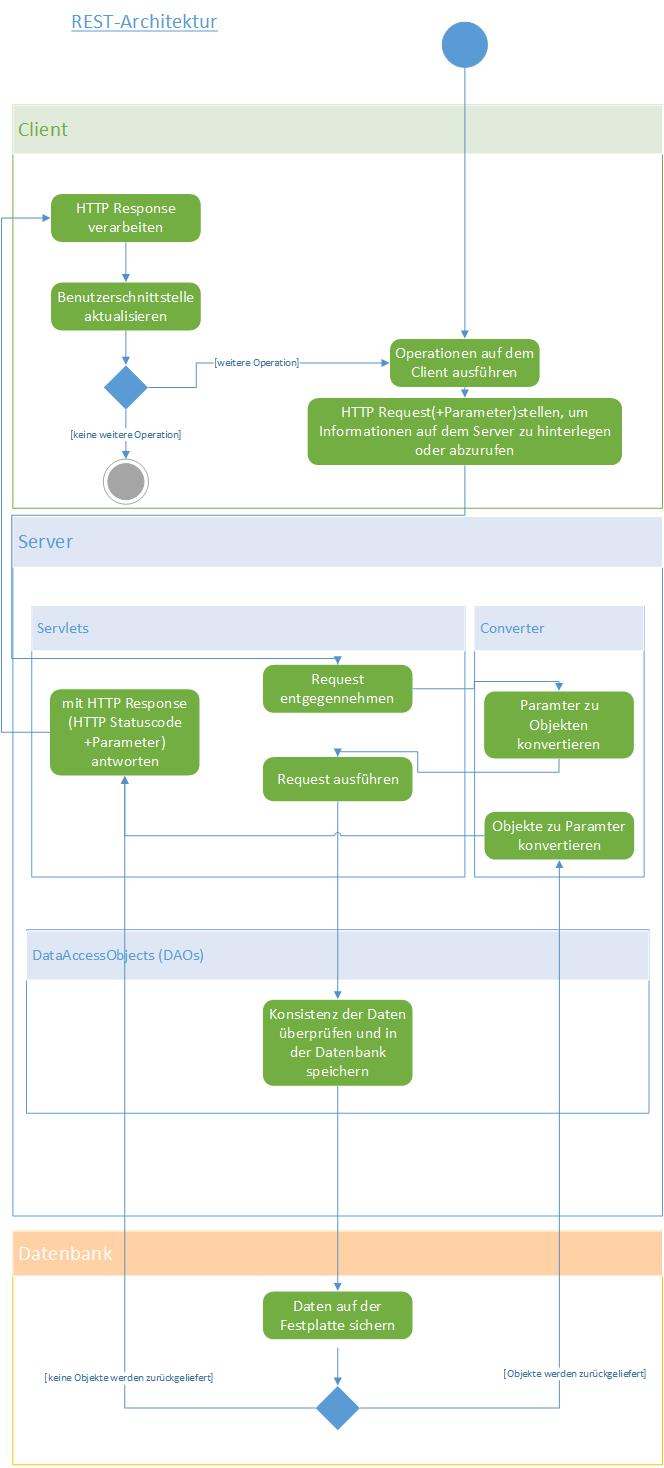 REST-Architektur
Client
HTTP Response
verarbeiten
Benutzerschnittstelle
aktualisieren
[weitere Operation]
Operationen auf dem
Client ausführen
HTTP Request(+Parameter)stellen, um
Informationen auf dem Server zu hinterlegen
oder abzurufen
[keine weitere Operation]
Server
Servlets
Converter
Request
entgegennehmen
mit HTTP Response
(HTTP Statuscode
+Parameter)
antworten
Paramter zu
Objekten
konvertieren
Request ausführen
Objekte zu Paramter
konvertieren
DataAccessObjects (DAOs)
Konsistenz der Daten
überprüfen und in
der Datenbank
speichern
Datenbank
Daten auf der
Festplatte sichern
[keine Objekte werden zurückgeliefert]
[Objekte werden zurückgeliefert]